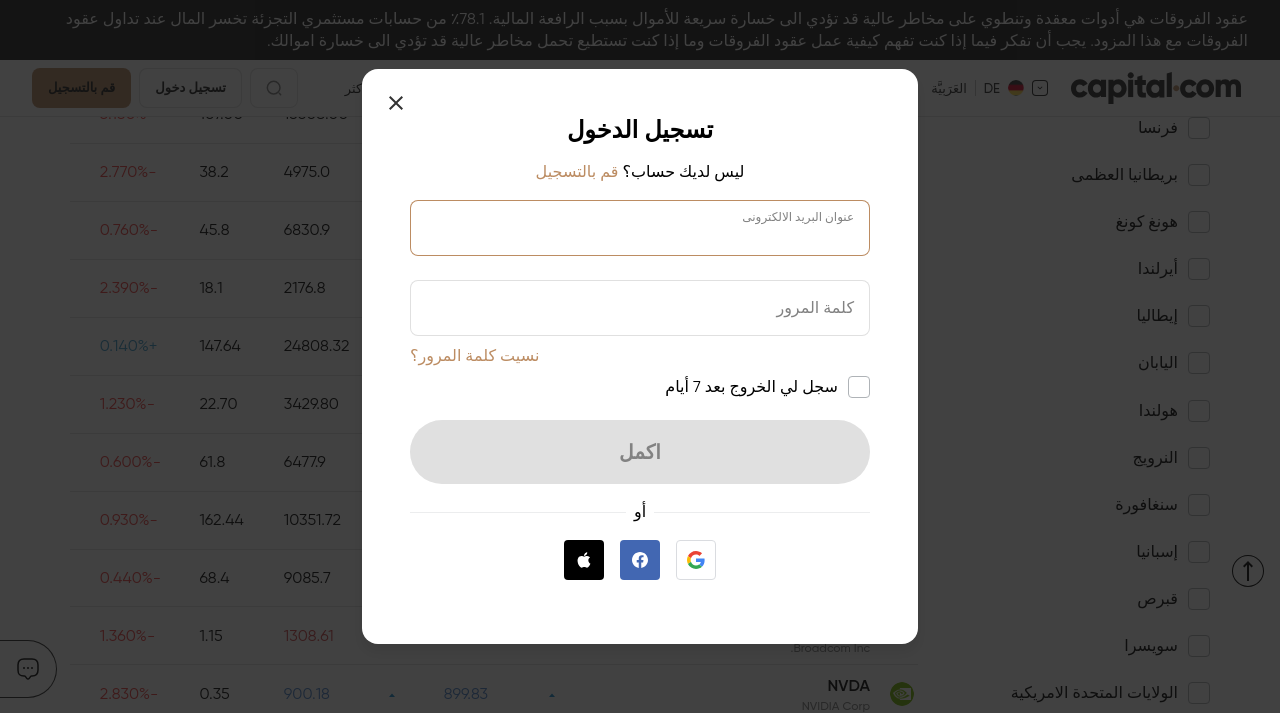 عقود الفروقات هي أدوات معقدة وتنطوي على مخاطر عالية قد تؤدي الى خسارة سريعة للأموال بسبب الرافعة المالية. 78.1٪ من حسابات مستثمري التجزئة تخسر المال عند تداول عقود
الفروقات مع هذا المزود. يجب أن تفكر فيما إذا كنت تفهم كيفية عمل عقود الفروقات وما إذا كنت تستطيع تحمل مخاطر عالية قد تؤدي الى خسارة اموالك.
capital.com
DE
العَرَبِيَّة
تسجيل دخول
قم بالتسجيل
تسجيل الدخول
ليس لديك حساب؟ قم بالتسجيل
عنوان البريد الالكتروني
كلمة المرور
نسيت كلمة المرور؟
سجل لي الخروج بعد 7 أيام
اكمل
أو
فرنسا
بريطانيا العظمى
هونغ كونغ
أيرلندا
إيطاليا
اليابان
هولندا
النرويج
سنغافورة
إسبانيا
قبرص
سويسرا
الولايات المتحدة الامريكية
4975.0 38.2 -2.770%
6830.9 45.8 -0.760%
2176.8 18.1 -2.390%
24808.32 147.64 +0.140%
3429.80 22.70 -1.230%
6477.9 61.8 -0.600%
10351.72 162.44 -0.930%
9085.7 68.4 -0.440%
1308.61 1.15 -1.360%
Broadcom Inc.
NVDA
899.83 900.18 0.35 -2.830%
NVIDIA Corp